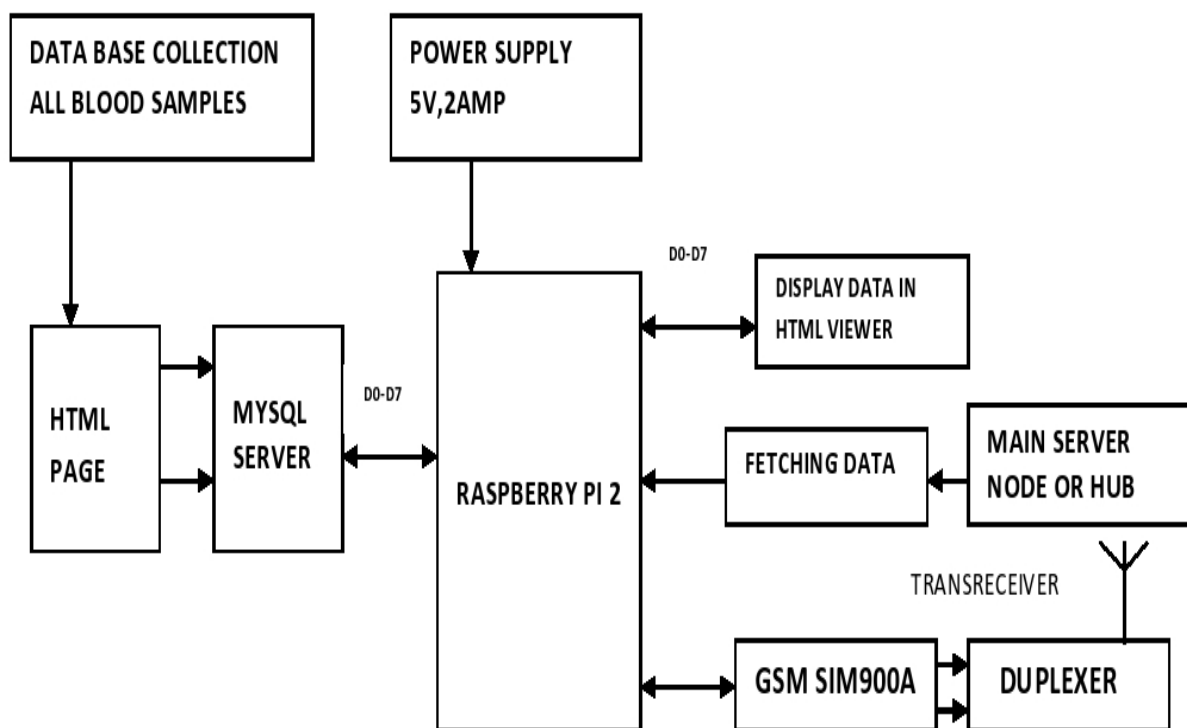 DATA BASE COLLECTION
ALL BLOOD SAMPLES
POWER SUPPLY
5V,2AMP
D0-D7
DISPLAY DATA IN
HTML VIEWER
HTML
PAGE
MYSQL
SERVER
D0-D7
RASPBERRY PI 2
FETCHING DATA
MAIN SERVER
NODE OR HUB
TRANSRECEIVER
GSM SIM900A
DUPLEXER